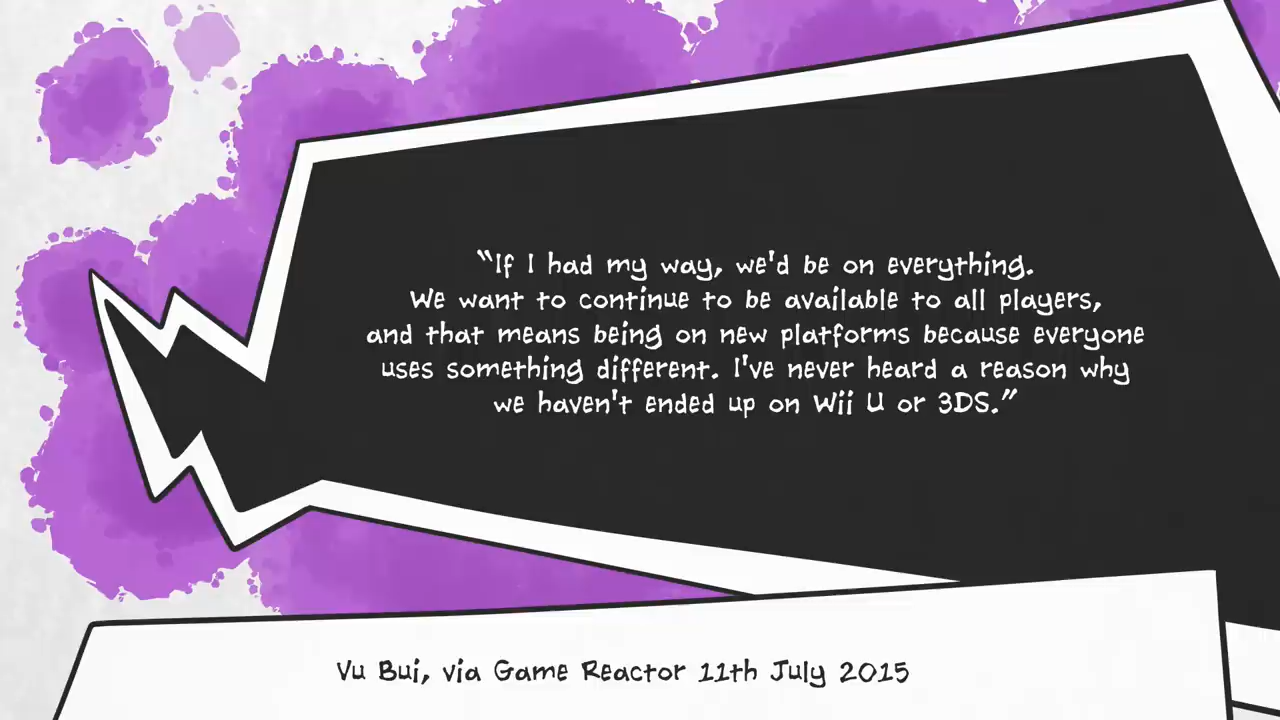 “If I had my way, we'd be on everything.
We want to continue to be available to all players,
and that means being on new platforms because everyone
uses something different. I've never heard a reason why
we haven't ended up on Wii U or 3DS.”
Vu Bui, via Game Reactor 11th July 2015